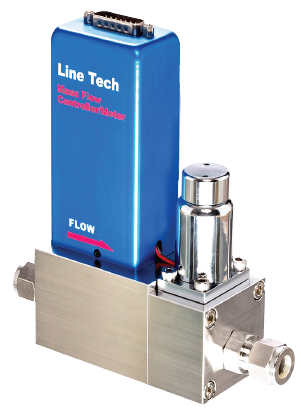 Line Tech
Mass Flow
Controller/Meter
FLOW